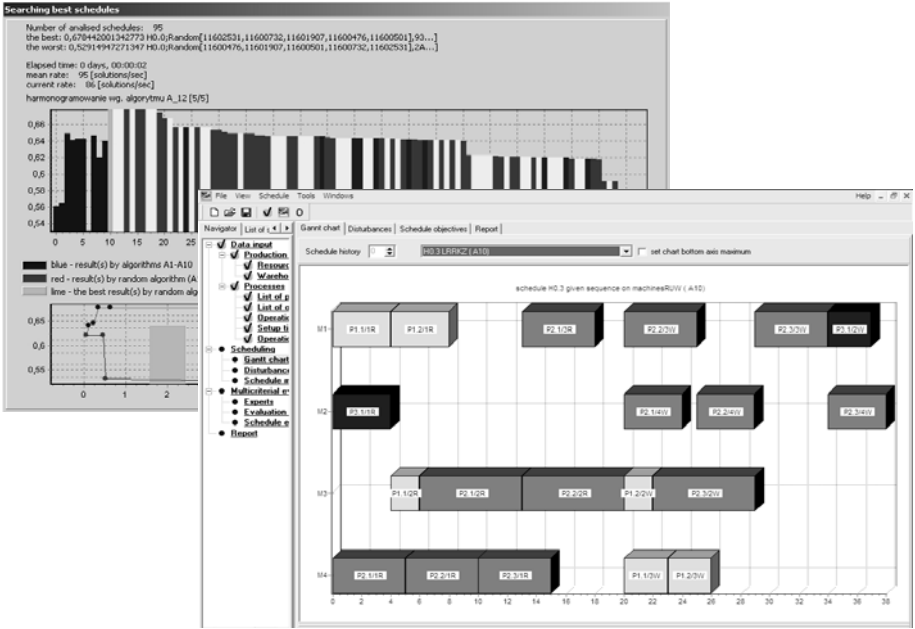 Searching best schedules
Number of analised schedules: 95
the best: 0,678442001342773 H0.0;Random[11602531,11600732,11601907,11600476,11600501],93...]
the worst: 0,52914947271347 H0.0;Random[11600476,11601907,11600501,11600732,11602531],2A...]
Elapsed time: 0 days, 00:00:02
mean rate: 95 [solutions/sec]
current rate: 86 [solutions/sec]
harmonogramowanie wg. algorytmu A_12 [5/5]
0,66
0,64
0,62
0,6
0,58
0,56
0,54
0 5 10 15 20 25
blue - result(s) by algorithms A1-A10
red - result(s) by random algorithm (A
lime - the best result(s) by random algo
0,65
0,6
0,55
0 1 2
File View Schedule Tools Windows Help
Navigator List of
Data input
Production
Resourc
Wareho
Processes
List of p
List of o
Operatio
Setup ti
Operatio
Scheduling
Gantt chart
Disturbance
Schedule
Multicriterial e
Experts
Evaluation
Schedule e
Report
Gannt chart Disturbances Schedule objectives Report
Schedule history 0 H0.3 LRRKZ ( A10) set chart bottom axis maximum
schedule H0.3 given sequence on machinesRUW ( A10)
M1 P1.1/1R P1.2/1R P2.1/3R P2.2/3W P2.3/3W P3.1/2W
M2 P3.1/1R P2.1/4W P2.2/4W P2.3/4W
M3 P1.1/2R P2.1/2R P2.2/2R P1.2/2W P2.3/2W
M4 P2.1/1R P2.2/1R P2.3/1R P1.1/3W P1.2/3W
0 2 4 6 8 10 12 14 16 18 20 22 24 26 28 30 32 34 36 38